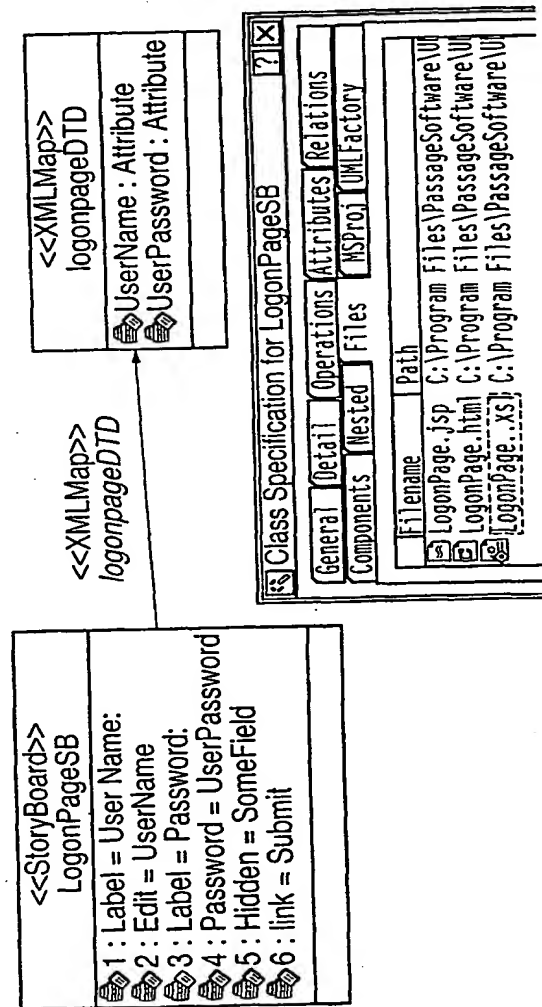 <<StoryBoard>>
LogonPageSB
1 : Label = User Name:
2 : Edit = UserName
3 : Label = Password:
4 : Password = UserPassword
5 : Hidden = SomeField
6 : link = Submit
<<XMLMap>>
logonpageDTD
<<XMLMap>>
logonpageDTD
UserName : Attribute
UserPassword : Attribute
Class Specification for LogonPageSB ? X
General Detail Operations Attributes Relations
Components Nested Files MSProj UMLFactory
Filename Path
LogonPage.jsp C:\Program Files\PassageSoftware\UI
LogonPage.html C:\Program Files\PassageSoftware\UI
LogonPage..xsl C:\Program Files\PassageSoftware\UI